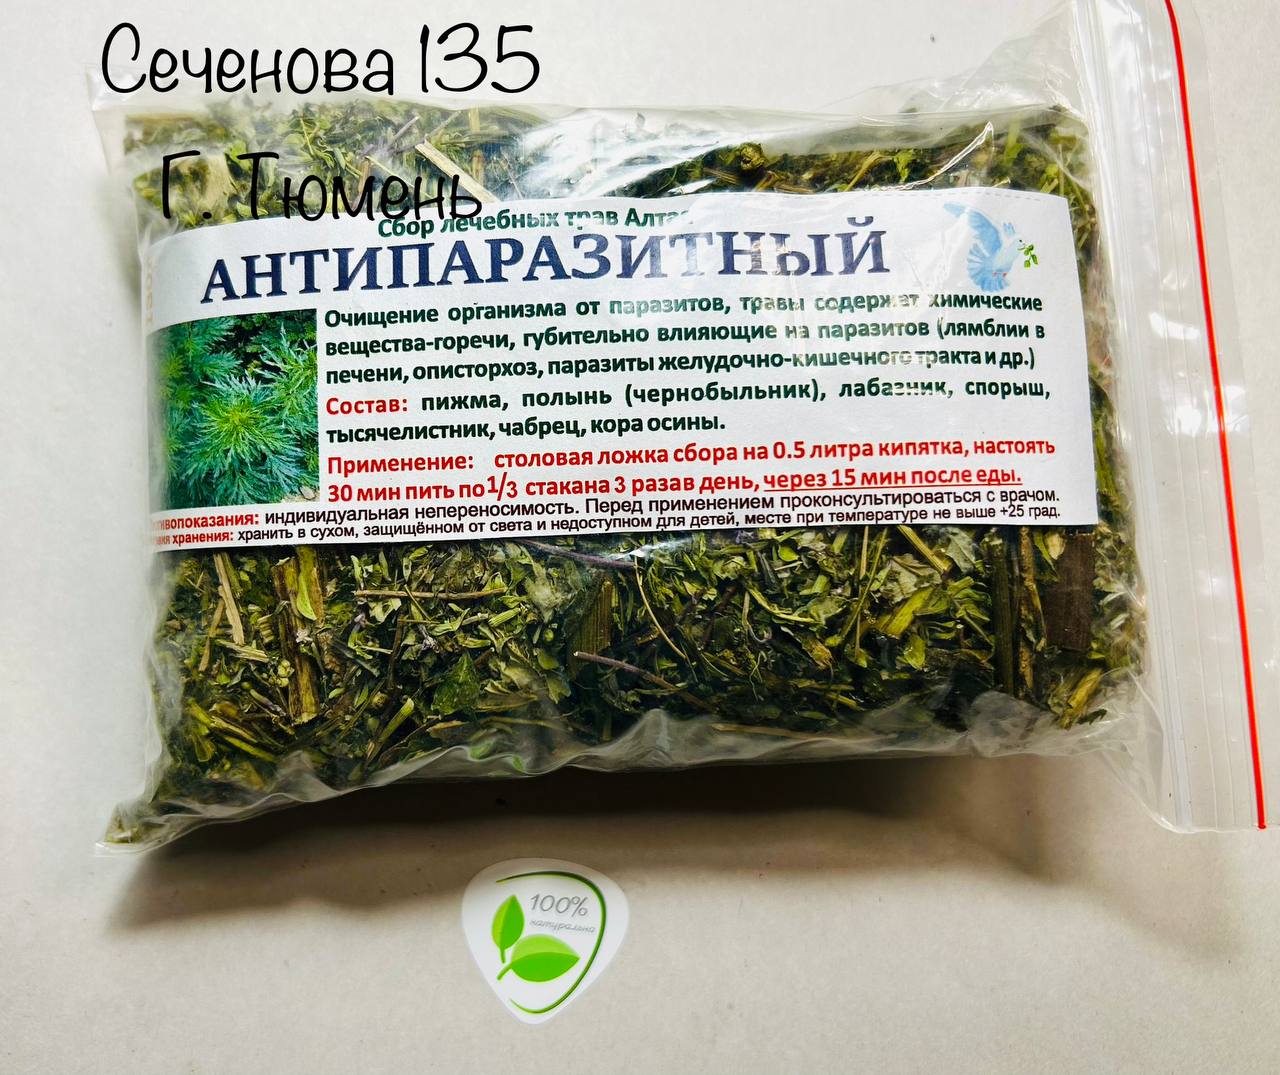 Сеченова 135
Г. Тюмень
Сбор лечебных трав Алтая
АНТИПАРАЗИТНЫЙ
Очищение организма от паразитов, травы содержат химические
вещества-горечи, губительно влияющие на паразитов (лямблии в
печени, описторхоз, паразиты желудочно-кишечного тракта и др.)
Состав: пижма, полынь (чернобыльник), лабазник, спорыш,
тысячелистник, чабрец, кора осины.
Применение: столовая ложка сбора на 0.5 литра кипятка, настоять
30 мин пить по 1/3 стакана 3 раза в день, через 15 мин после еды.
индивидуальная непереносимость. Перед применением проконсультироваться с врачом.
хранения: хранить в сухом, защищённом от света и недоступном для детей, месте при температуре не выше +25 град.
100%
натурально